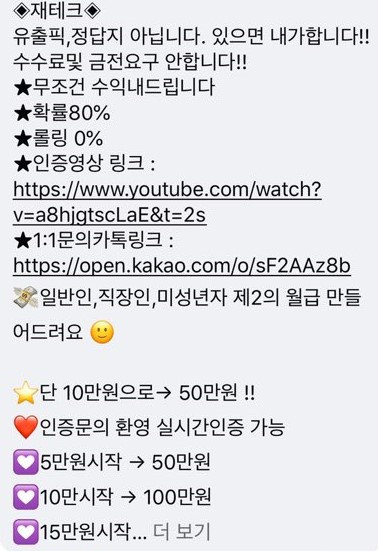 ◈재테크◈
유출픽,정답지 아닙니다. 있으면 내가합니다!!
수수료및 금전요구 안합니다!!
★무조건 수익내드립니다
★확률80%
★롤링 0%
★인증영상 링크 :
https://www.youtube.com/watch?
v=a8hjgtscLaE&t=2s
★1:1문의카톡링크 :
https://open.kakao.com/o/sF2AAz8b
💸일반인,직장인,미성년자 제2의 월급 만들
어드려요 🙂
⭐단 10만원으로→ 50만원 !!
❤️인증문의 환영 실시간인증 가능
💟5만원시작 → 50만원
💟10만시작 → 100만원
💟15만원시작... 더 보기